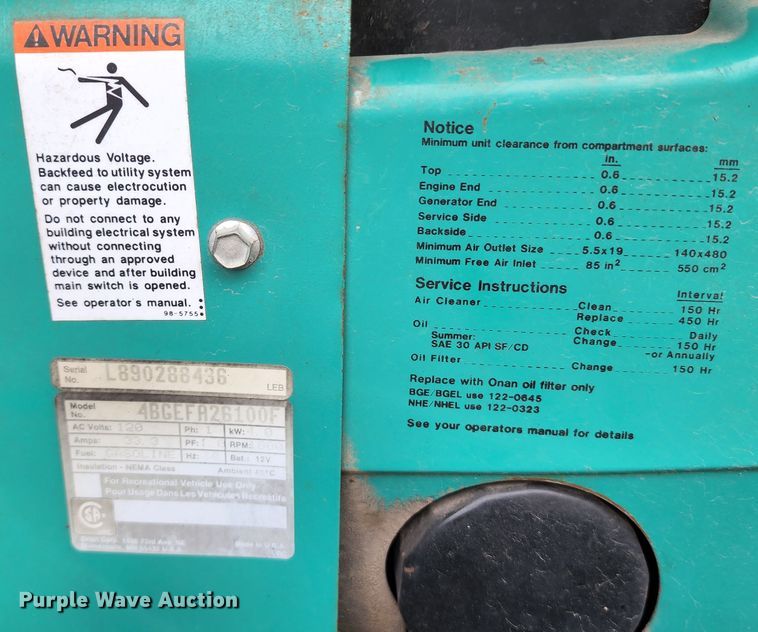 WARNING
Hazardous Voltage.
Backfeed to utility system
can cause electrocution
or property damage.
Do not connect to any
building electrical system
without connecting
through an approved
device and after building
main switch is opened.
See operator's manual.
98-5755
Serial No. L890288436
LEB
Model No. 4BGEFA26100F
AC Volts: 120 Ph: 1 kW:
Amps: 33.3 PF: RPM:
Fuel: GASOLINE Hz: Bat.: 12V
Insulation - NEMA Class Ambient
For Recreational Vehicle Use Only
Pour Usage Dans Les Vehicules Recreatifs
Made in U.S.A.
Notice
Minimum unit clearance from compartment surfaces:
in. mm
Top 0.6 15.2
Engine End 0.6 15.2
Generator End 0.6 15.2
Service Side 0.6 15.2
Backside 0.6 15.2
Minimum Air Outlet Size 5.5x19 140x480
Minimum Free Air Inlet 85 in² 550 cm²
Service Instructions Interval
Air Cleaner Clean 150 Hr
Replace 450 Hr
Oil Check Daily
Summer: Change 150 Hr
SAE 30 API SF/CD -or Annually
Oil Filter Change 150 Hr
Replace with Onan oil filter only
BGE/BGEL use 122-0645
NHE/NHEL use 122-0323
See your operators manual for details
Purple Wave Auction